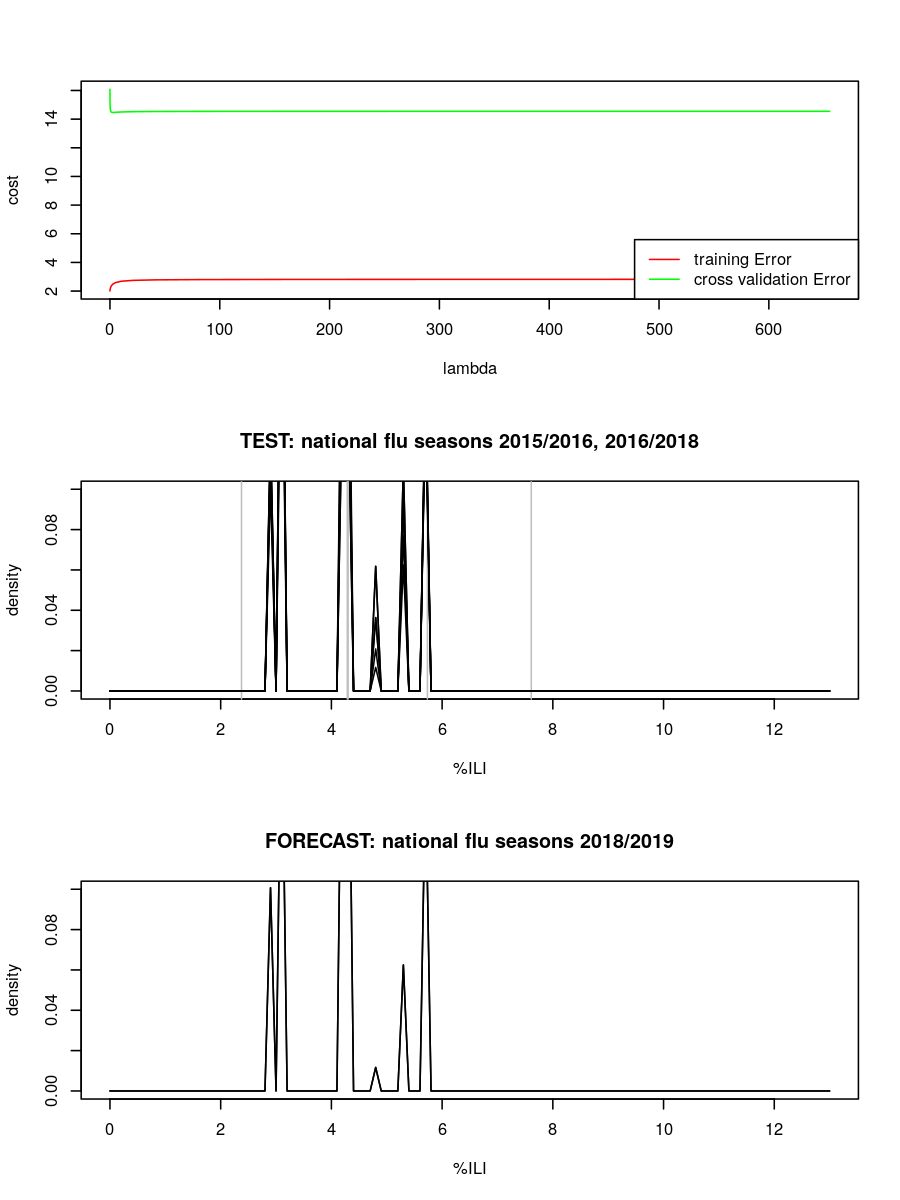 14
10
8
6
4
2
cost
training Error
cross validation Error
0 100 200 300 400 500 600
lambda
TEST: national flu seasons 2015/2016, 2016/2018
0.08
0.04
0.00
density
0 2 4 6 8 10 12
%ILI
FORECAST: national flu seasons 2018/2019
0.08
0.04
0.00
density
0 2 4 6 8 10 12
%ILI